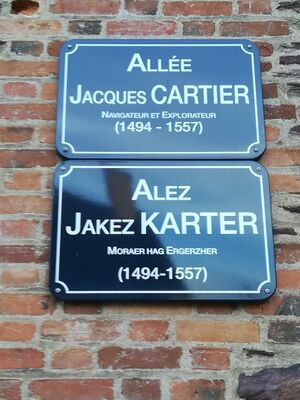 ALLÉE
JACQUES CARTIER
NAVIGATEUR ET EXPLORATEUR
(1494 - 1557)
ALEZ
JAKEZ KARTER
MORAER HAG ERGERZHER
(1494-1557)